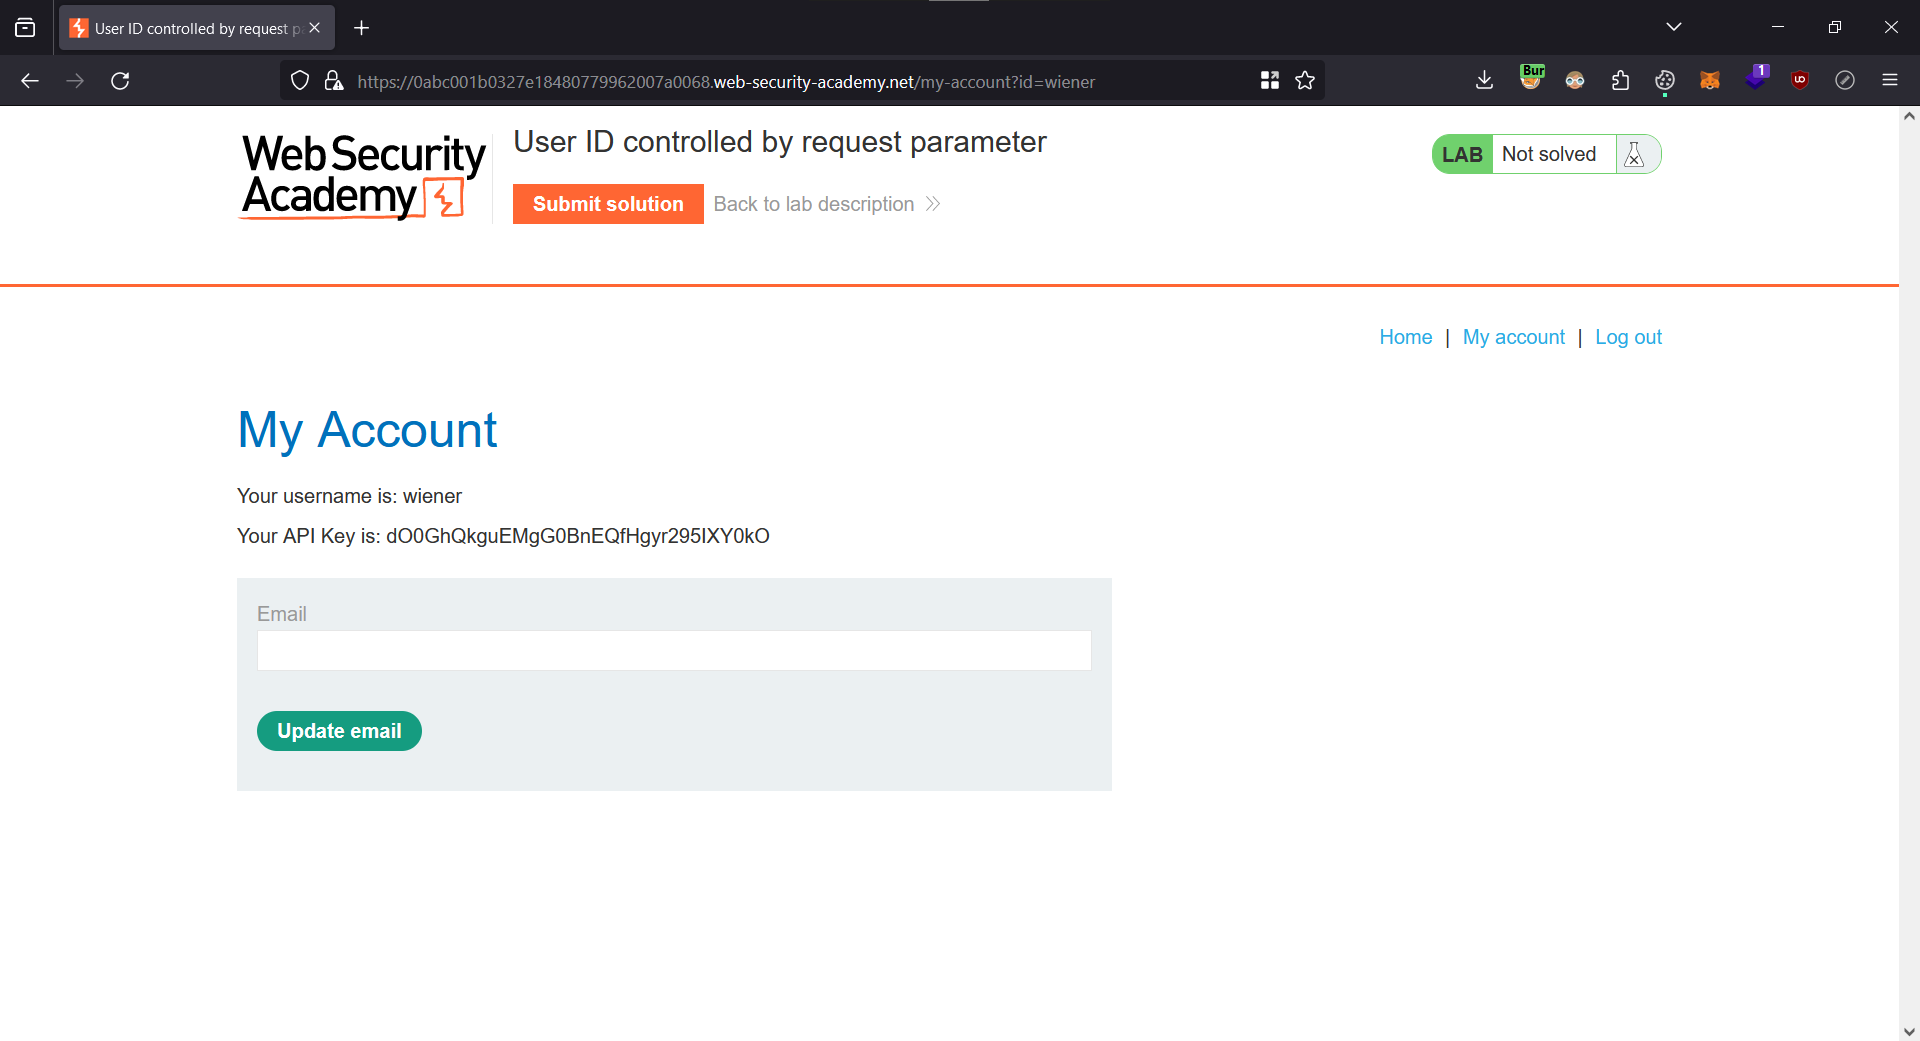 User ID controlled by request p
https://0abc001b0327e18480779962007a0068.web-security-academy.net/my-account?id=wiener
Bur
1
Web Security
Academy
User ID controlled by request parameter
Submit solution
Back to lab description
LAB
Not solved
Home | My account | Log out
My Account
Your username is: wiener
Your API Key is: dO0GhQkguEMgG0BnEQfHgyr295IXY0kO
Email
Update email